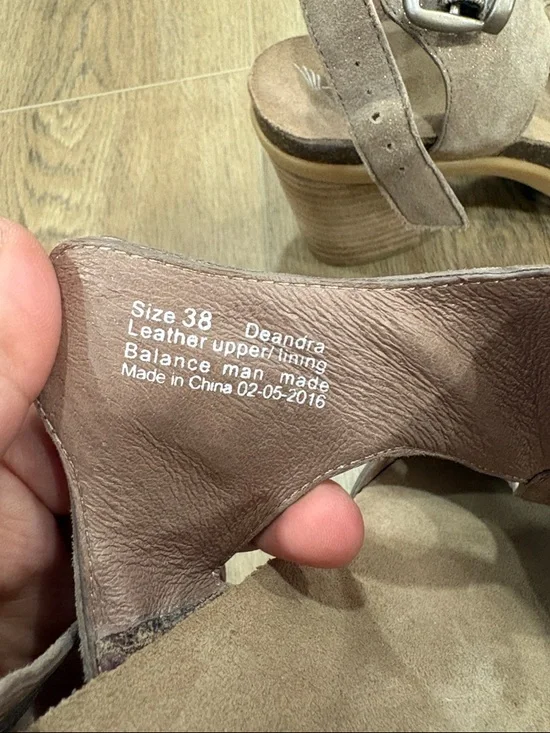 Size 38 Deandra
Leather upper/ lining
Balance man made
Made in China 02-05-2016